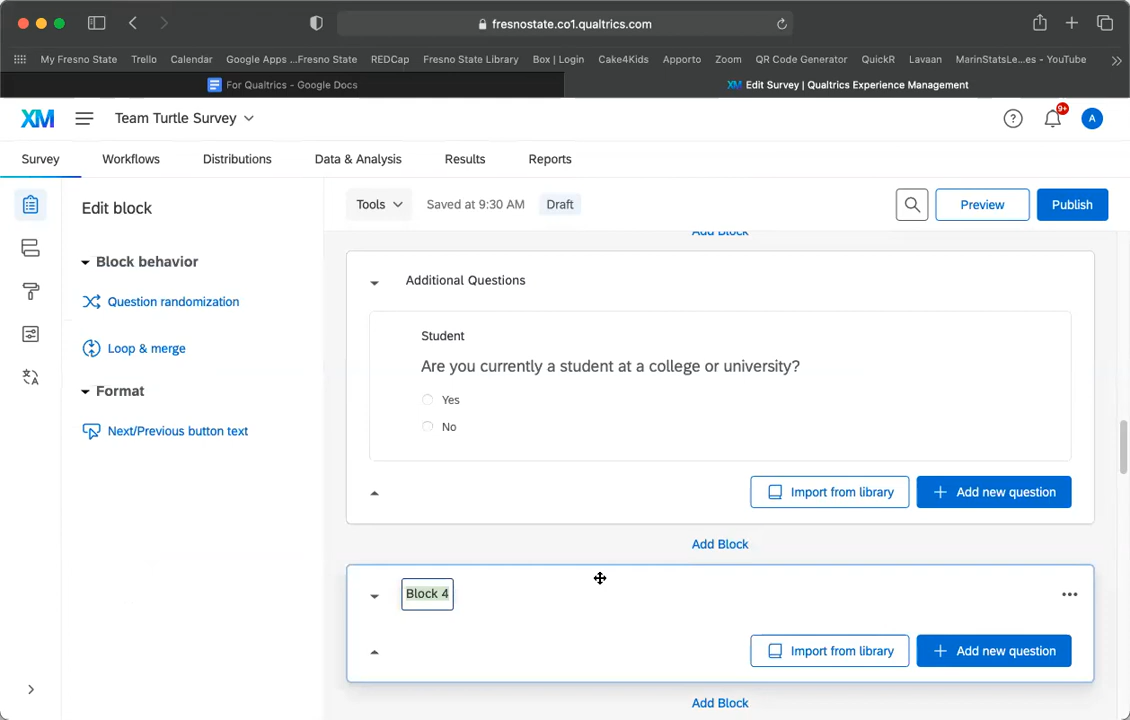 fresnostate.co1.qualtrics.com
My Fresno State Trello Calendar Google Apps ...Fresno State REDCap Fresno State Library Box | Login Cake4Kids Apporto Zoom QR Code Generator QuickR Lavaan MarinStatsLe...es - YouTube
For Qualtrics - Google Docs XM Edit Survey | Qualtrics Experience Management
XM Team Turtle Survey ? 9+ A
Survey Workflows Distributions Data & Analysis Results Reports
Edit block Tools Saved at 9:30 AM Draft Preview Publish
Add Block
Block behavior
Question randomization
Loop & merge
Format
Next/Previous button text
Additional Questions
Student
Are you currently a student at a college or university?
Yes
No
Import from library Add new question
Add Block
Block 4
Import from library Add new question
Add Block